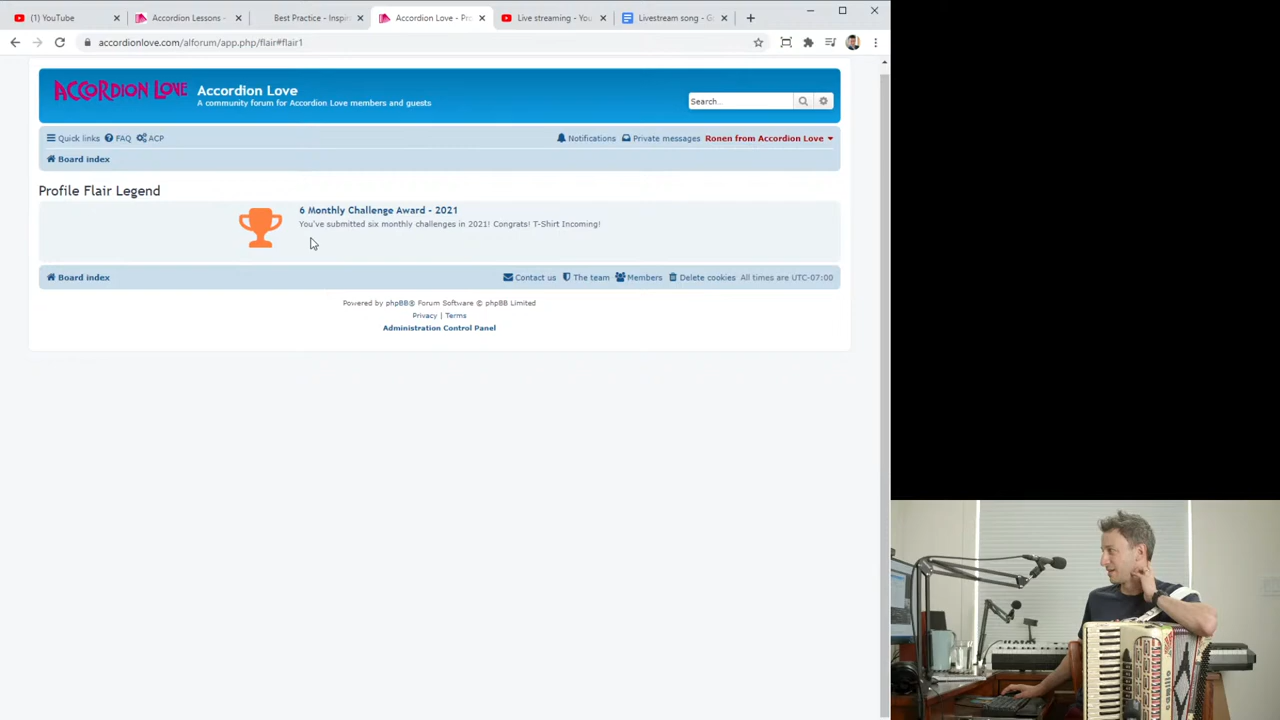 (1) YouTube
Accordion Lessons -
Best Practice - Inspi
Accordion Love - Pro
Live streaming - You
Livestream song - G
accordionlove.com/alforum/app.php/flair#flair1
ACCORDION LOVE
Accordion Love
A community forum for Accordion Love members and guests
Search...
Quick links FAQ ACP
Notifications Private messages Ronen from Accordion Love
Board index
Profile Flair Legend
6 Monthly Challenge Award - 2021
You've submitted six monthly challenges in 2021! Congrats! T-Shirt Incoming!
Board index
Contact us The team Members Delete cookies All times are UTC-07:00
Powered by phpBB® Forum Software © phpBB Limited
Privacy | Terms
Administration Control Panel